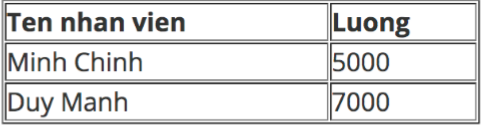 Ten nhan vien Luong
Minh Chinh 5000
Duy Manh 7000